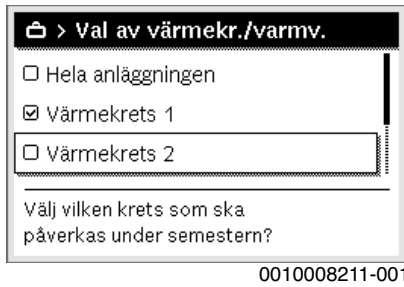 > Val av värmekr./varmv.
Hela anläggningen
Värmekrets 1
Värmekrets 2
Välj vilken krets som ska
påverkas under semestern?
0010008211-001